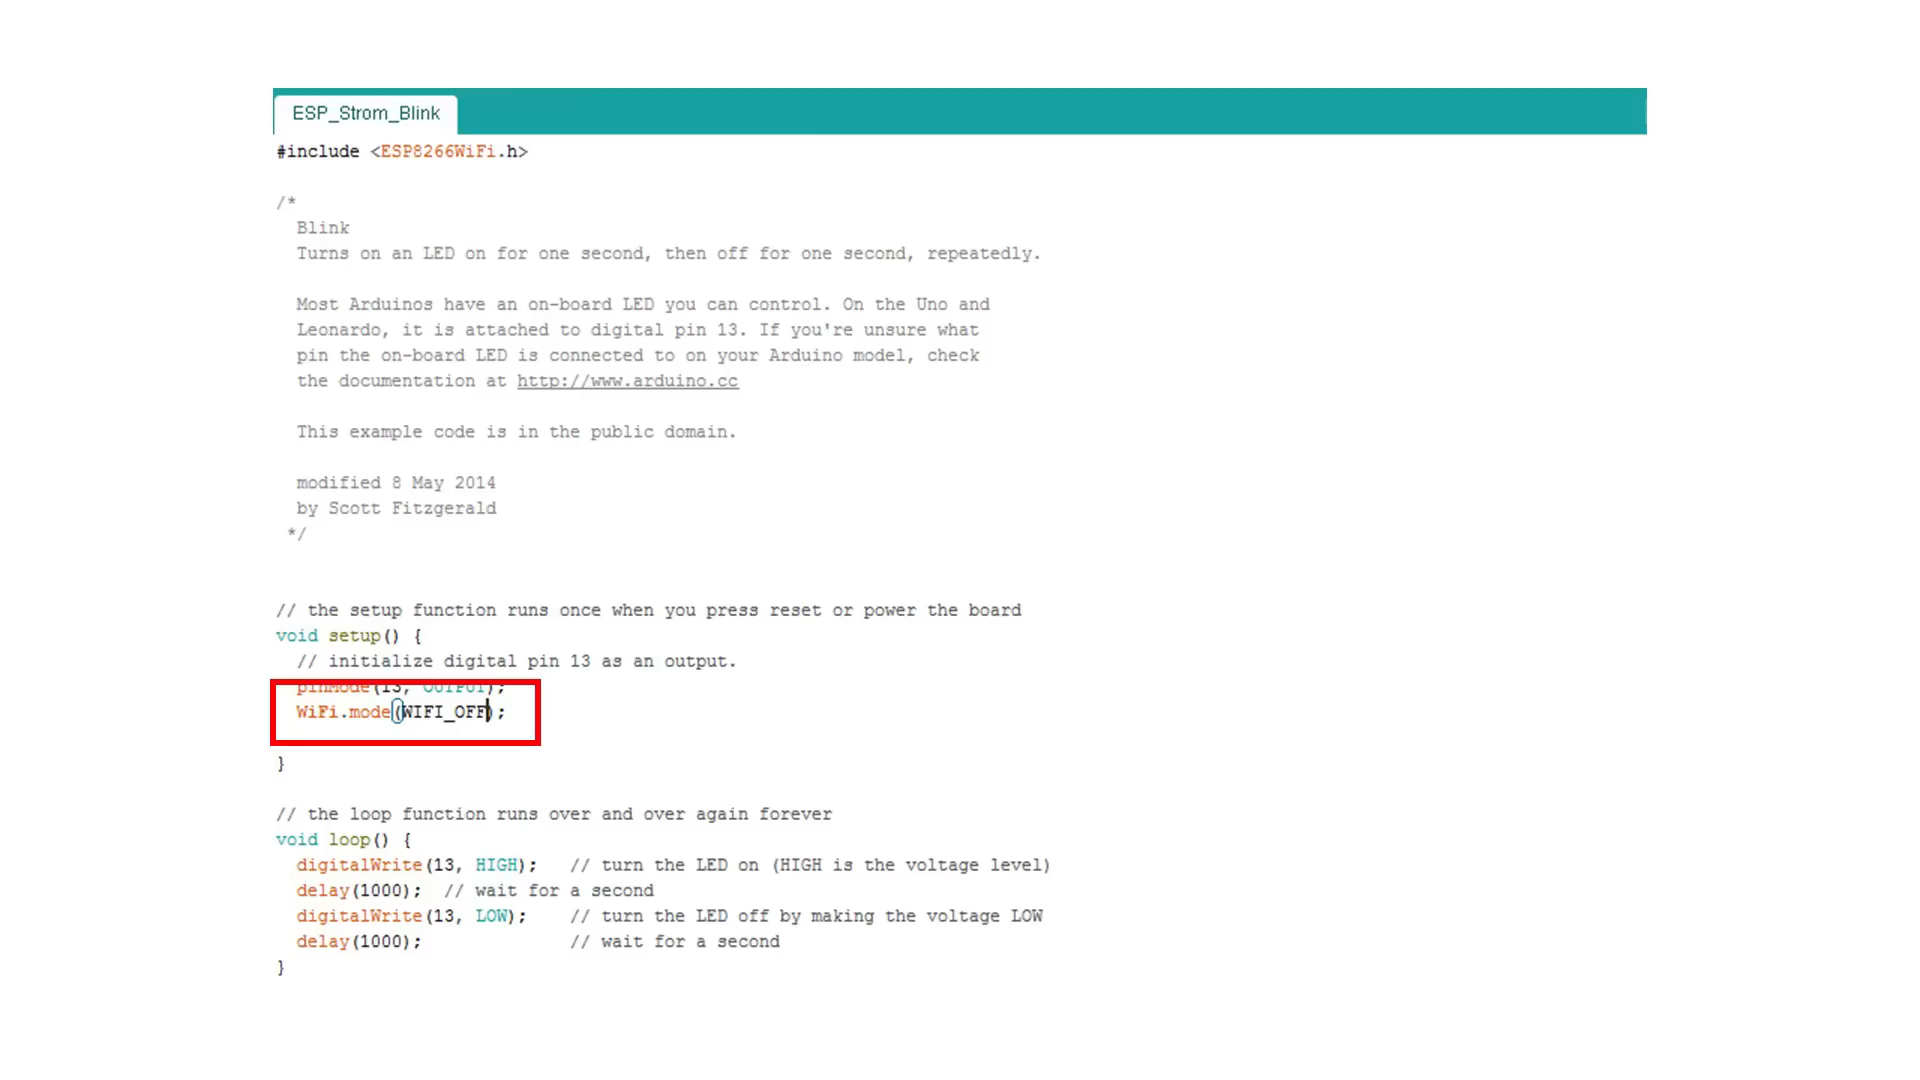 ESP_Strom_Blink
#include <ESP8266WiFi.h>
/*
Blink
Turns on an LED on for one second, then off for one second, repeatedly.
Most Arduinos have an on-board LED you can control. On the Uno and
Leonardo, it is attached to digital pin 13. If you're unsure what
pin the on-board LED is connected to on your Arduino model, check
the documentation at http://www.arduino.cc
This example code is in the public domain.
modified 8 May 2014
by Scott Fitzgerald
*/
// the setup function runs once when you press reset or power the board
void setup() {
// initialize digital pin 13 as an output.
pinMode(13, OUTPUT);
WiFi.mode(WIFI_OFF);
}
// the loop function runs over and over again forever
void loop() {
digitalWrite(13, HIGH);   // turn the LED on (HIGH is the voltage level)
delay(1000);  // wait for a second
digitalWrite(13, LOW);    // turn the LED off by making the voltage LOW
delay(1000);              // wait for a second
}